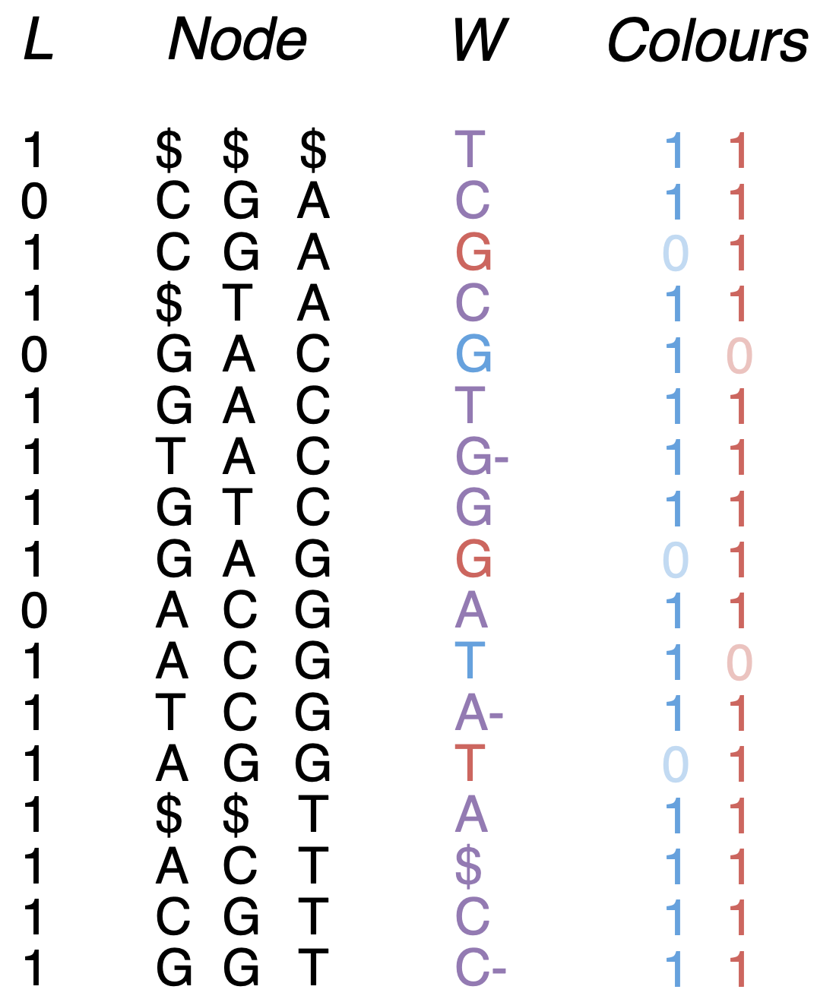 L Node W Colours
1 $ $ $ T 1 1
0 C G A C 1 1
1 C G A G 0 1
1 $ T A C 1 1
0 G A C G 1 0
1 G A C T 1 1
1 T A C G- 1 1
1 G T C G 1 1
1 G A G G 0 1
0 A C G A 1 1
1 A C G T 1 0
1 T C G A- 1 1
1 A G G T 0 1
1 $ $ T A 1 1
1 A C T $ 1 1
1 C G T C 1 1
1 G G T C- 1 1